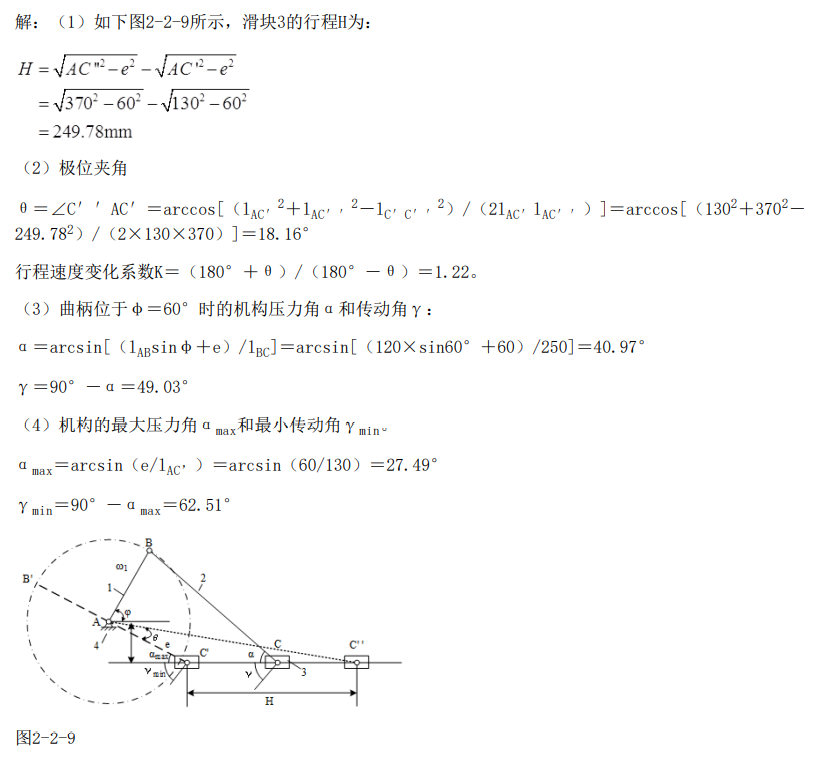 解：（1）如下图2-2-9所示，滑块3的行程H为：
H = √AC''²－e² － √AC'²－e²
= √370²－60² － √130²－60²
= 249.78mm
（2）极位夹角
θ＝∠C′′AC′＝arccos[（l_AC′²＋l_AC′′²－l_C′C′′²）/（2l_AC′l_AC′′）]＝arccos[（130²＋370²－
249.78²）/（2×130×370）]＝18.16°
行程速度变化系数K＝（180°＋θ）/（180°－θ）＝1.22。
（3）曲柄位于φ＝60°时的机构压力角α和传动角γ：
α＝arcsin[（l_ABsinφ＋e）/l_BC]＝arcsin[（120×sin60°＋60）/250]＝40.97°
γ＝90°－α＝49.03°
（4）机构的最大压力角α_max和最小传动角γ_min。
α_max＝arcsin（e/l_AC，）＝arcsin（60/130）＝27.49°
γ_min＝90°－α_max＝62.51°
B
ω1
B'
2
1
φ
A
θ
4
e
C'
C
C''
αmax
α
γmin
γ
3
H
图2-2-9